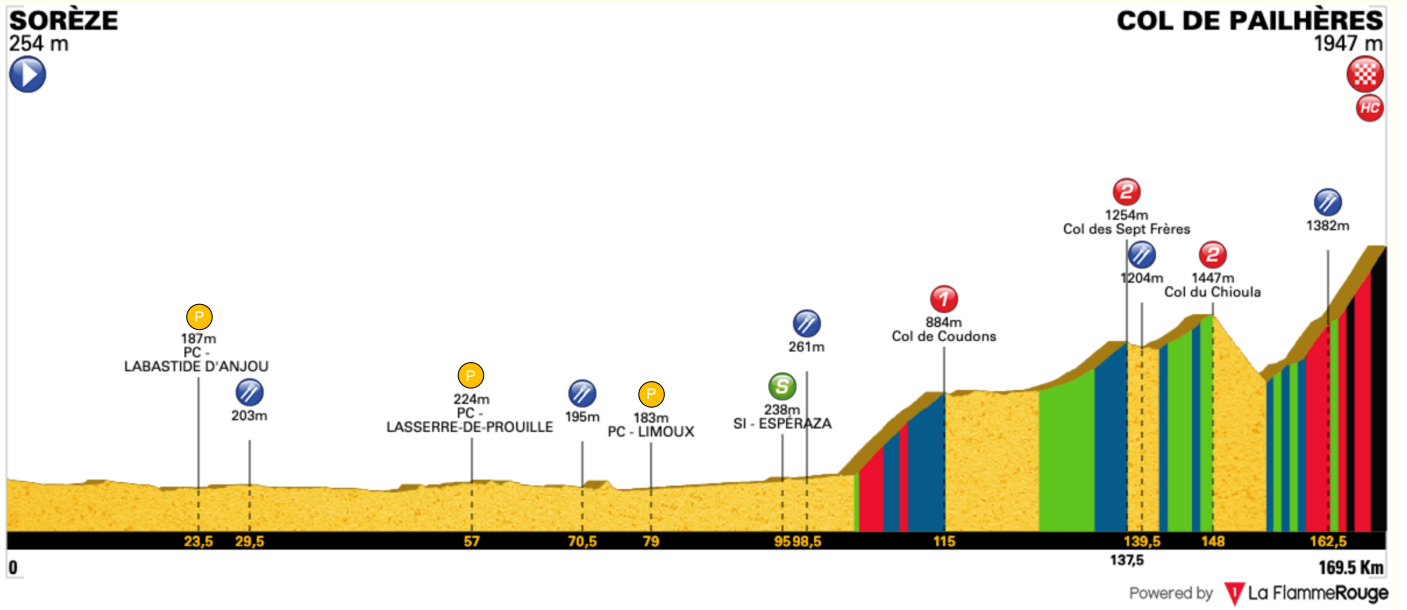 SORÈZE
254 m
COL DE PAILHÈRES
1947 m
HC
2
1254m
Col des Sept Frères
1204m
2
1447m
Col du Chioula
1382m
1
884m
Col de Coudons
P
187m
PC -
LABASTIDE D'ANJOU
203m
P
224m
PC -
LASSERRE-DE-PROUILLE
195m
P
183m
PC - LIMOUX
261m
S
238m
SI - ESPÉRAZA
23,5
29,5
57
70,5
79
95
98,5
115
137,5
139,5
148
162,5
0
169.5 Km
Powered by 1 La FlammeRouge